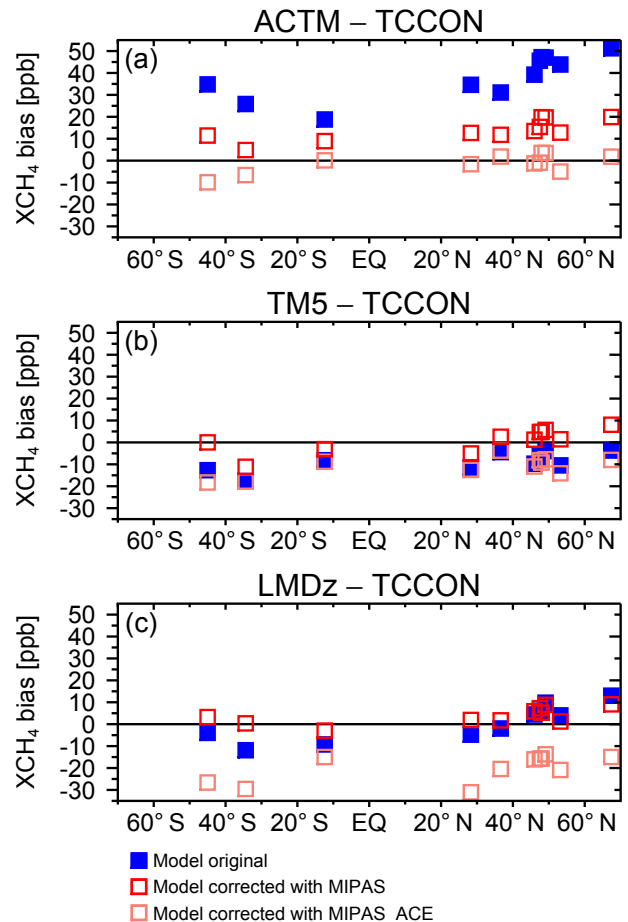 ACTM – TCCON
(a)
XCH₄ bias [ppb]
50
40
30
20
10
0
-10
-20
-30
60° S 40° S 20° S EQ 20° N 40° N 60° N
TM5 – TCCON
(b)
XCH₄ bias [ppb]
50
40
30
20
10
0
-10
-20
-30
60° S 40° S 20° S EQ 20° N 40° N 60° N
LMDz – TCCON
(c)
XCH₄ bias [ppb]
50
40
30
20
10
0
-10
-20
-30
60° S 40° S 20° S EQ 20° N 40° N 60° N
Model original
Model corrected with MIPAS
Model corrected with MIPAS ACE